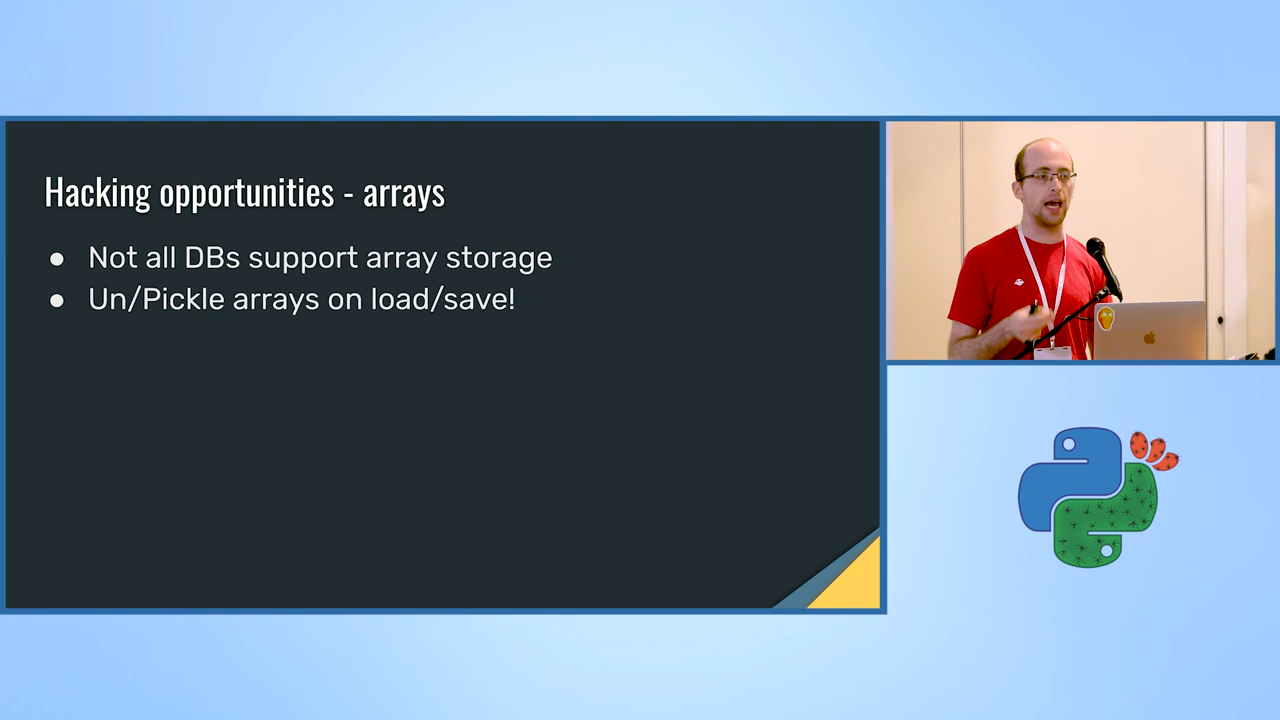 Hacking opportunities - arrays
● Not all DBs support array storage
● Un/Pickle arrays on load/save!